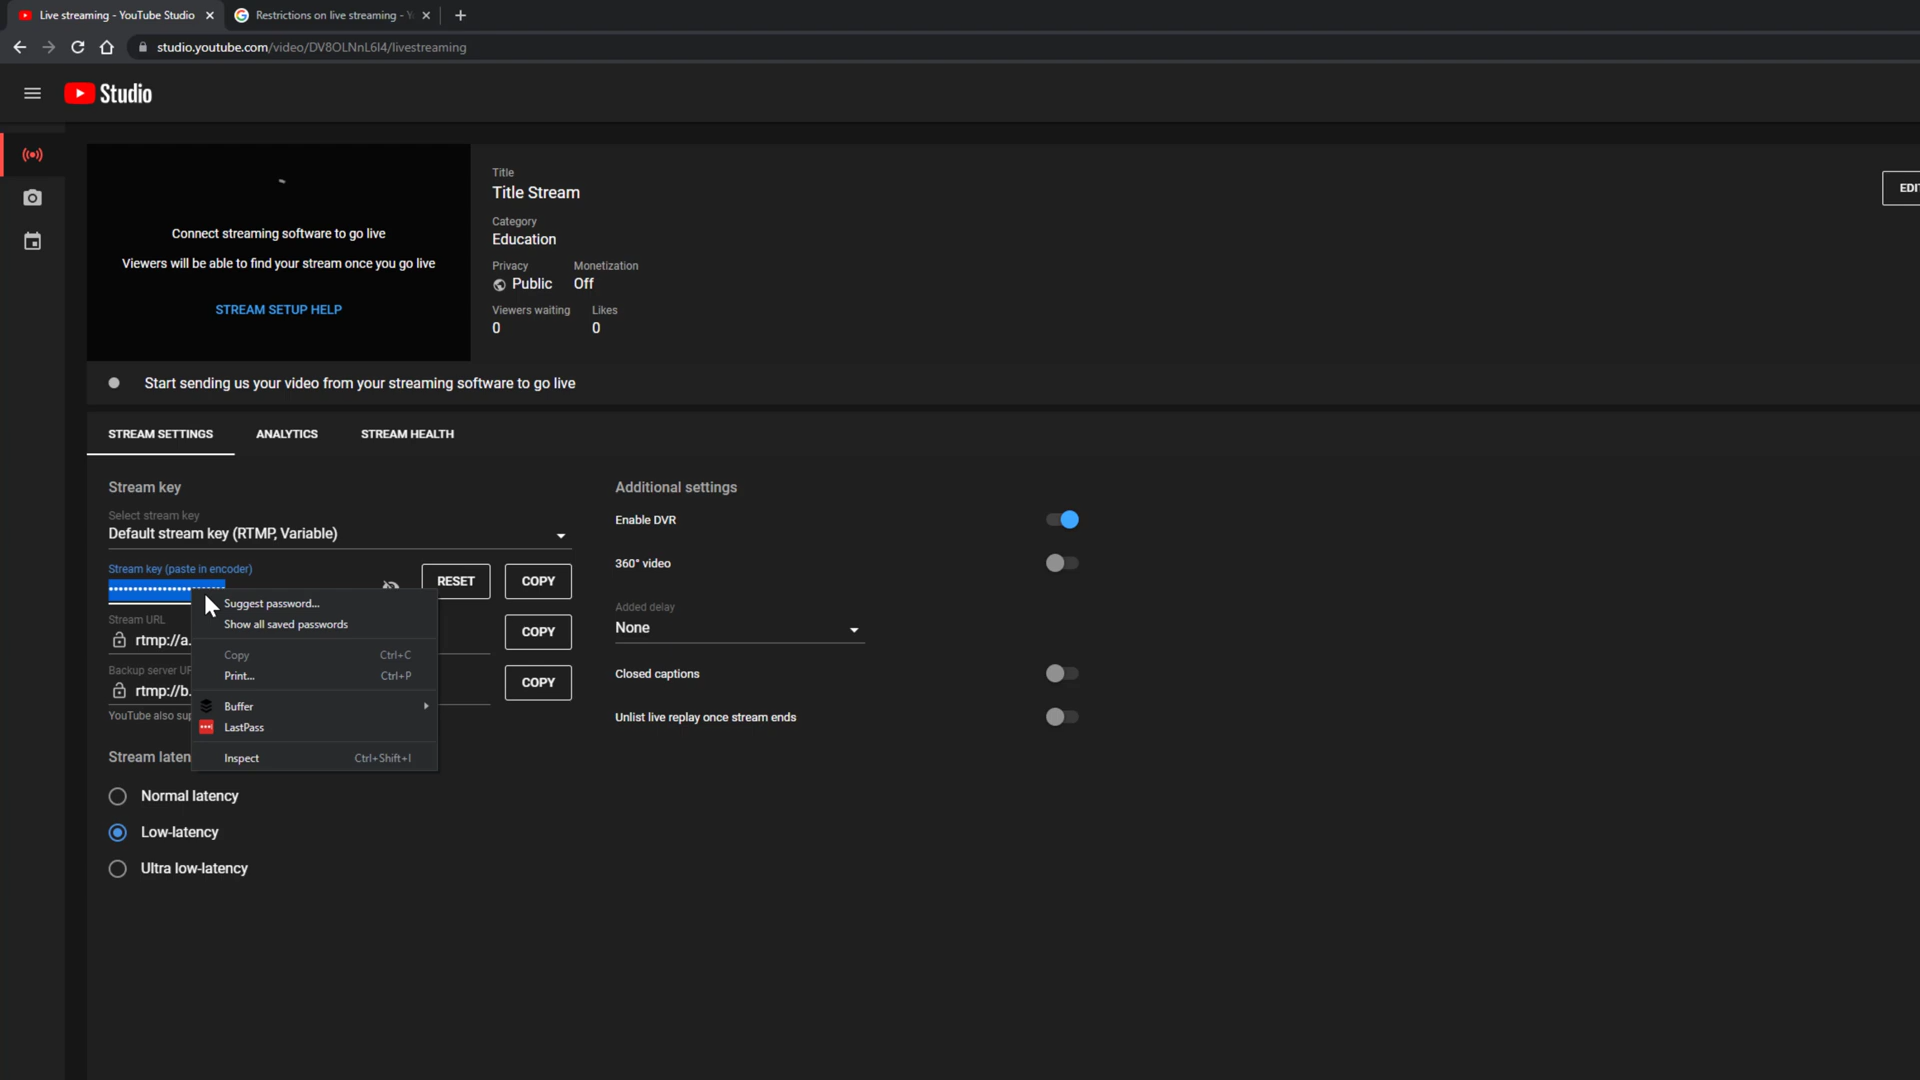 Live streaming - YouTube Studio
Restrictions on live streaming -
studio.youtube.com/video/DV8OLNnL6I4/livestreaming
Studio
Connect streaming software to go live
Viewers will be able to find your stream once you go live
STREAM SETUP HELP
Title
Title Stream
Category
Education
Privacy
Monetization
Public
Off
Viewers waiting
Likes
0
0
EDIT
Start sending us your video from your streaming software to go live
STREAM SETTINGS
ANALYTICS
STREAM HEALTH
Stream key
Select stream key
Default stream key (RTMP, Variable)
Stream key (paste in encoder)
RESET
COPY
Stream URL
rtmp://a.
COPY
Backup server UR
rtmp://b.
COPY
YouTube also sup
Suggest password...
Show all saved passwords
Copy Ctrl+C
Print... Ctrl+P
Buffer
LastPass
Inspect Ctrl+Shift+I
Stream laten
Normal latency
Low-latency
Ultra low-latency
Additional settings
Enable DVR
360° video
Added delay
None
Closed captions
Unlist live replay once stream ends